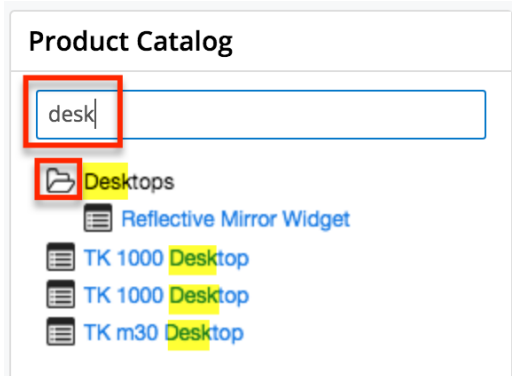 Product Catalog
desk
Desktops
Reflective Mirror Widget
TK 1000 Desktop
TK 1000 Desktop
TK m30 Desktop